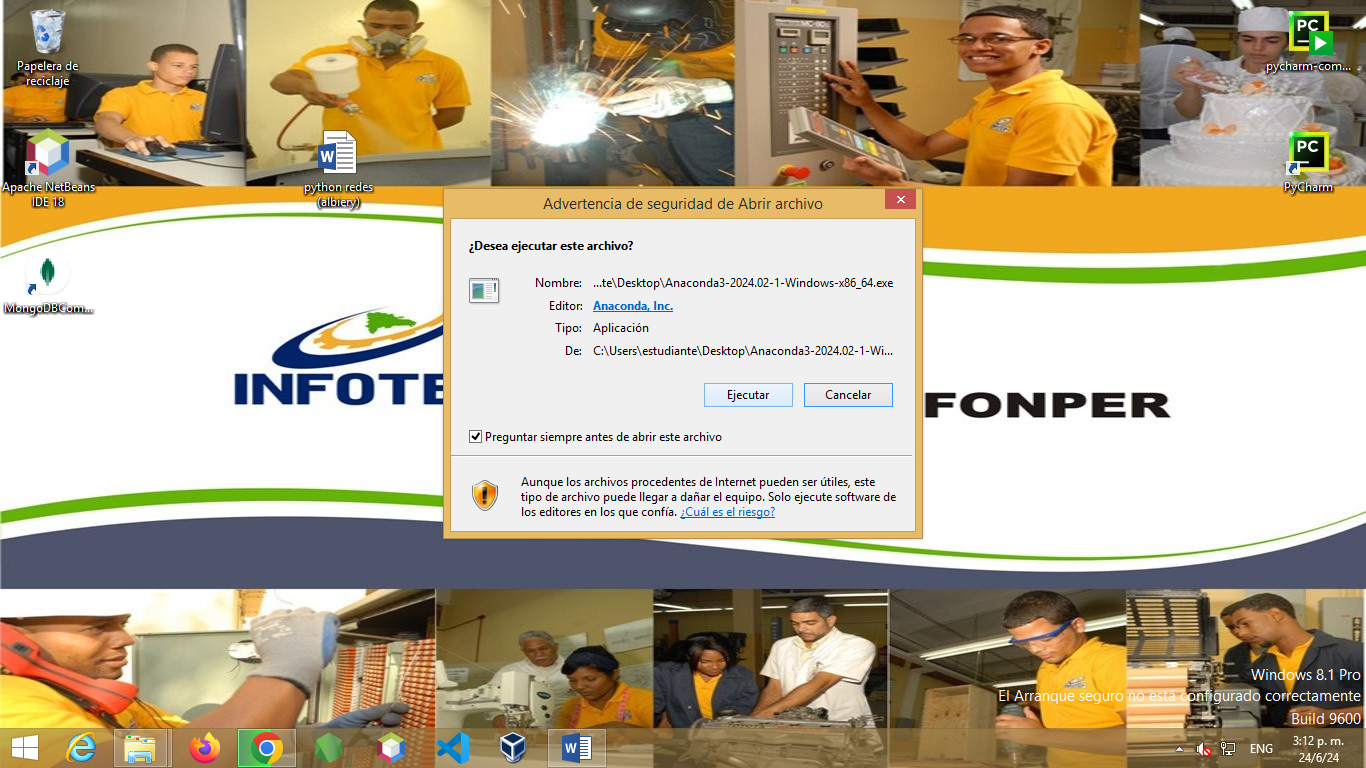 Papelera de
reciclaje
Apache NetBeans
IDE 18
MongoDBCom...
python redes
(albiery)
PC
pycharm-com...
PC
PyCharm
INFOTE
FONPER
Advertencia de seguridad de Abrir archivo
¿Desea ejecutar este archivo?
Nombre: ...te\Desktop\Anaconda3-2024.02-1-Windows-x86_64.exe
Editor: Anaconda, Inc.
Tipo: Aplicación
De: C:\Users\estudiante\Desktop\Anaconda3-2024.02-1-Wi...
Ejecutar Cancelar
Preguntar siempre antes de abrir este archivo
Aunque los archivos procedentes de Internet pueden ser útiles, este
tipo de archivo puede llegar a dañar el equipo. Solo ejecute software de
los editores en los que confía. ¿Cuál es el riesgo?
Windows 8.1 Pro
El Arranque seguro no está configurado correctamente
Build 9600
ENG
3:12 p. m.
24/6/24